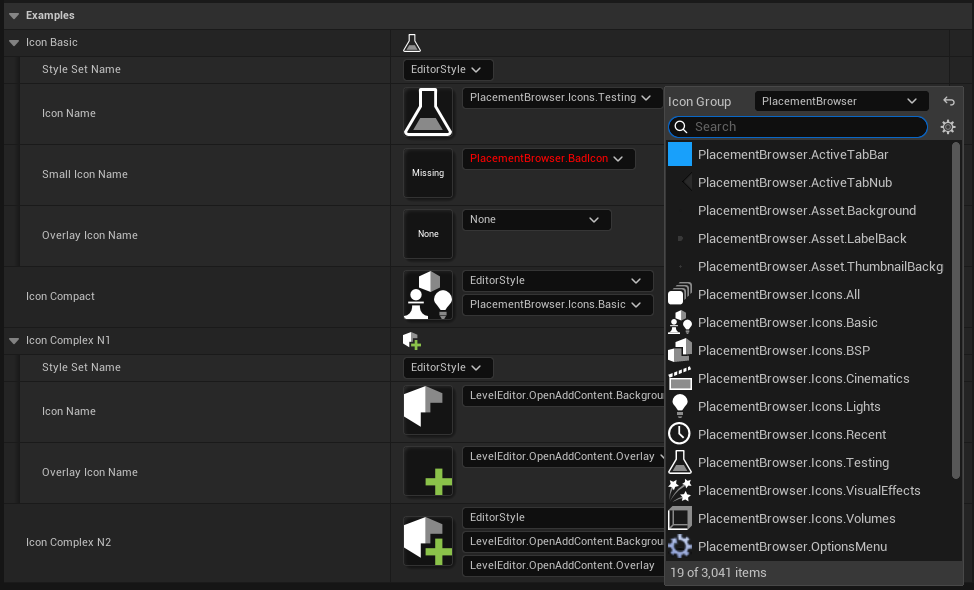 Examples
Icon Basic
Style Set Name
EditorStyle
Icon Name
PlacementBrowser.Icons.Testing
Small Icon Name
Missing
PlacementBrowser.BadIcon
Overlay Icon Name
None
None
Icon Compact
EditorStyle
PlacementBrowser.Icons.Basic
Icon Complex N1
Style Set Name
EditorStyle
Icon Name
LevelEditor.OpenAddContent.Backgrou
Overlay Icon Name
LevelEditor.OpenAddContent.Overlay
Icon Complex N2
EditorStyle
LevelEditor.OpenAddContent.Backgrou
LevelEditor.OpenAddContent.Overlay
Icon Group
PlacementBrowser
Search
PlacementBrowser.ActiveTabBar
PlacementBrowser.ActiveTabNub
PlacementBrowser.Asset.Background
PlacementBrowser.Asset.LabelBack
PlacementBrowser.Asset.ThumbnailBackg
PlacementBrowser.Icons.All
PlacementBrowser.Icons.Basic
PlacementBrowser.Icons.BSP
PlacementBrowser.Icons.Cinematics
PlacementBrowser.Icons.Lights
PlacementBrowser.Icons.Recent
PlacementBrowser.Icons.Testing
PlacementBrowser.Icons.VisualEffects
PlacementBrowser.Icons.Volumes
PlacementBrowser.OptionsMenu
19 of 3,041 items